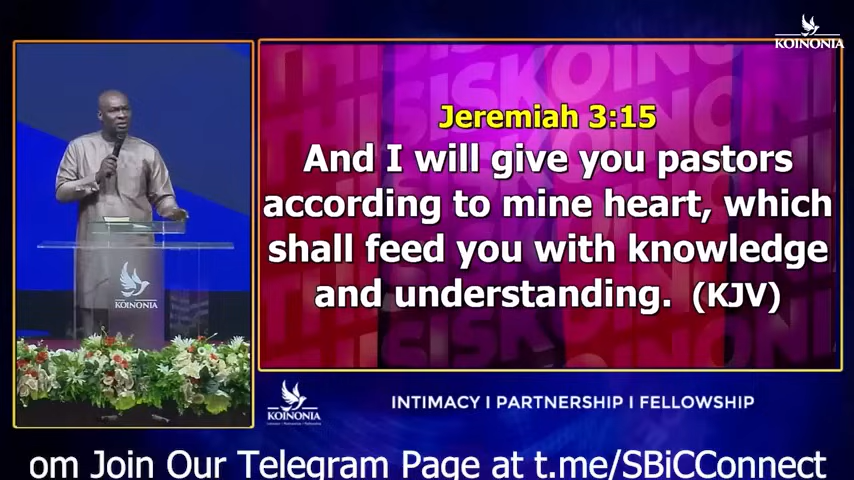 KOINONIA
Jeremiah 3:15
And I will give you pastors
according to mine heart, which
shall feed you with knowledge
and understanding. (KJV)
KOINONIA
KOINONIA
INTIMACY I PARTNERSHIP I FELLOWSHIP
om Join Our Telegram Page at t.me/SBiCConnect